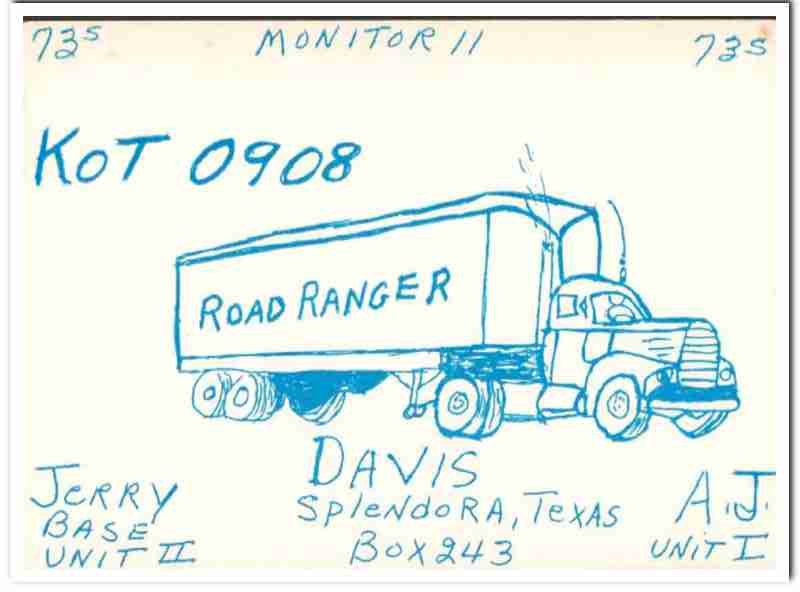 73s MONITOR 11 73s
KOT 0908
ROAD RANGER
DAVIS
JERRY SPlENdORA, TEXAS A.J.
BASE BOX 243 UNIT I
UNIT II